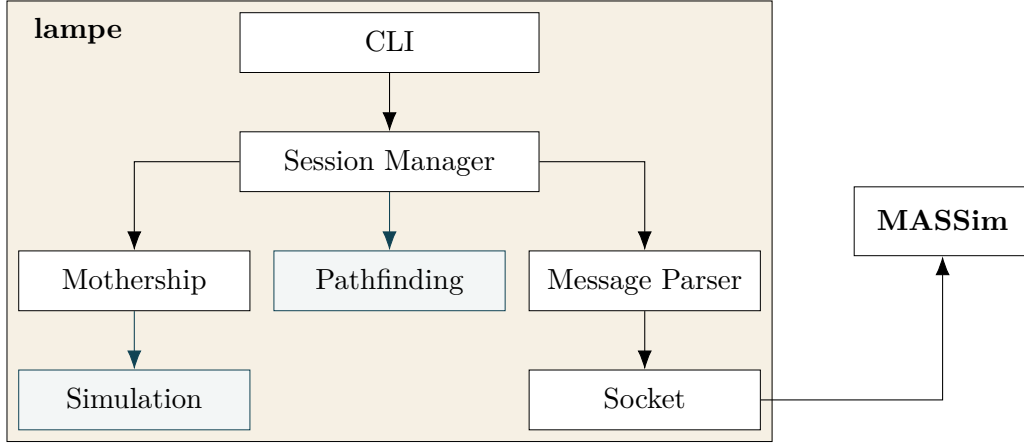 lampe
CLI
Session Manager
MASSim
Mothership
Pathfinding
Message Parser
Simulation
Socket